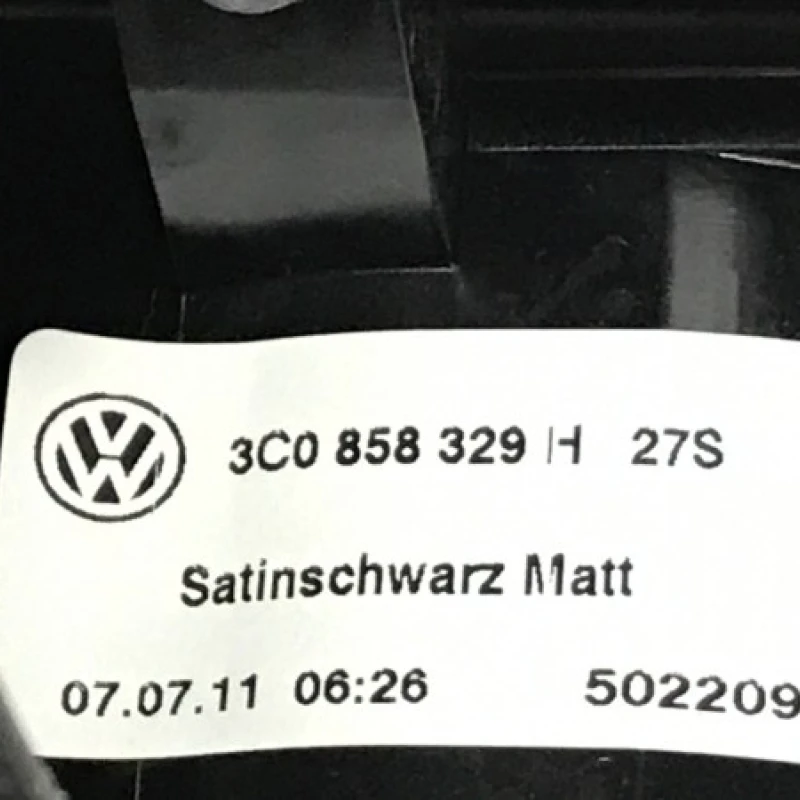 3C0 858 329 H 27S
Satinschwarz Matt
07.07.11 06:26 502209